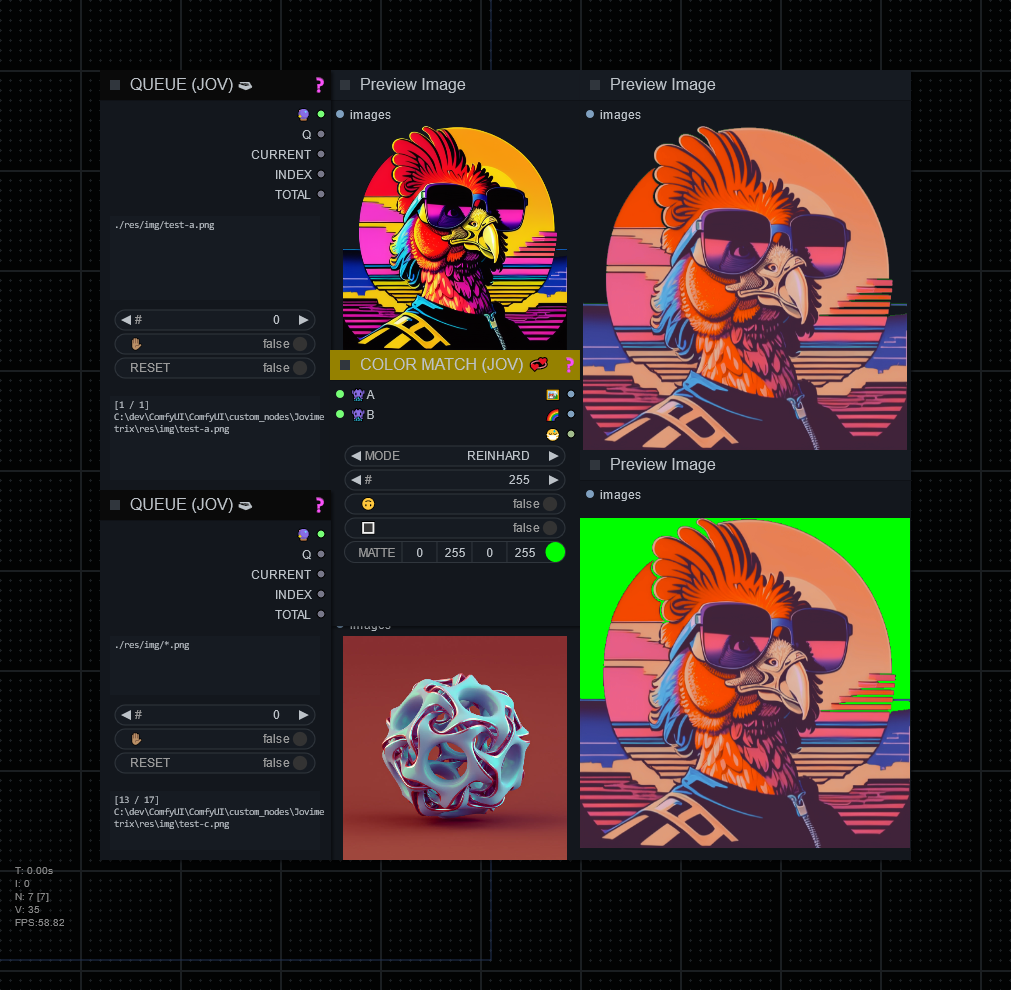 QUEUE (JOV)
?
Q
CURRENT
INDEX
TOTAL
./res/img/test-a.png
#
0
false
RESET
false
[1 / 1]
C:\dev\ComfyUI\ComfyUI\custom_nodes\Jovime
trix\res\img\test-a.png
QUEUE (JOV)
?
Q
CURRENT
INDEX
TOTAL
./res/img/*.png
#
0
false
RESET
false
[13 / 17]
C:\dev\ComfyUI\ComfyUI\custom_nodes\Jovime
trix\res\img\test-c.png
Preview Image
images
COLOR MATCH (JOV)
?
A
B
MODE REINHARD
# 255
false
false
MATTE 0 255 0 255
images
Preview Image
images
Preview Image
images
T: 0.00s
I: 0
N: 7 [7]
V: 35
FPS:58.82